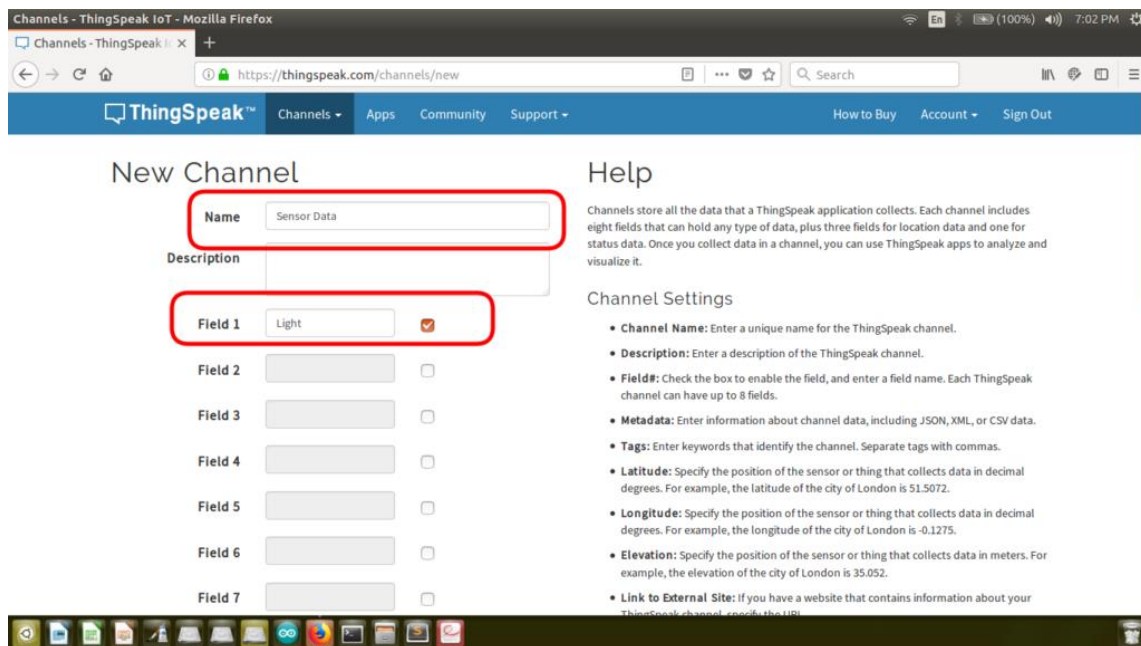 Channels - ThingSpeak IoT - Mozilla Firefox
En (100%) 7:02 PM
Channels - ThingSpeak
https://thingspeak.com/channels/new
Search
ThingSpeak™ Channels Apps Community Support How to Buy Account Sign Out
New Channel
Name Sensor Data
Description
Field 1 Light
Field 2
Field 3
Field 4
Field 5
Field 6
Field 7
Help
Channels store all the data that a ThingSpeak application collects. Each channel includes
eight fields that can hold any type of data, plus three fields for location data and one for
status data. Once you collect data in a channel, you can use ThingSpeak apps to analyze and
visualize it.
Channel Settings
• Channel Name: Enter a unique name for the ThingSpeak channel.
• Description: Enter a description of the ThingSpeak channel.
• Field#: Check the box to enable the field, and enter a field name. Each ThingSpeak
channel can have up to 8 fields.
• Metadata: Enter information about channel data, including JSON, XML, or CSV data.
• Tags: Enter keywords that identify the channel. Separate tags with commas.
• Latitude: Specify the position of the sensor or thing that collects data in decimal
degrees. For example, the latitude of the city of London is 51.5072.
• Longitude: Specify the position of the sensor or thing that collects data in decimal
degrees. For example, the longitude of the city of London is -0.1275.
• Elevation: Specify the position of the sensor or thing that collects data in meters. For
example, the elevation of the city of London is 35.052.
• Link to External Site: If you have a website that contains information about your
ThingSpeak channel, specify the URL.